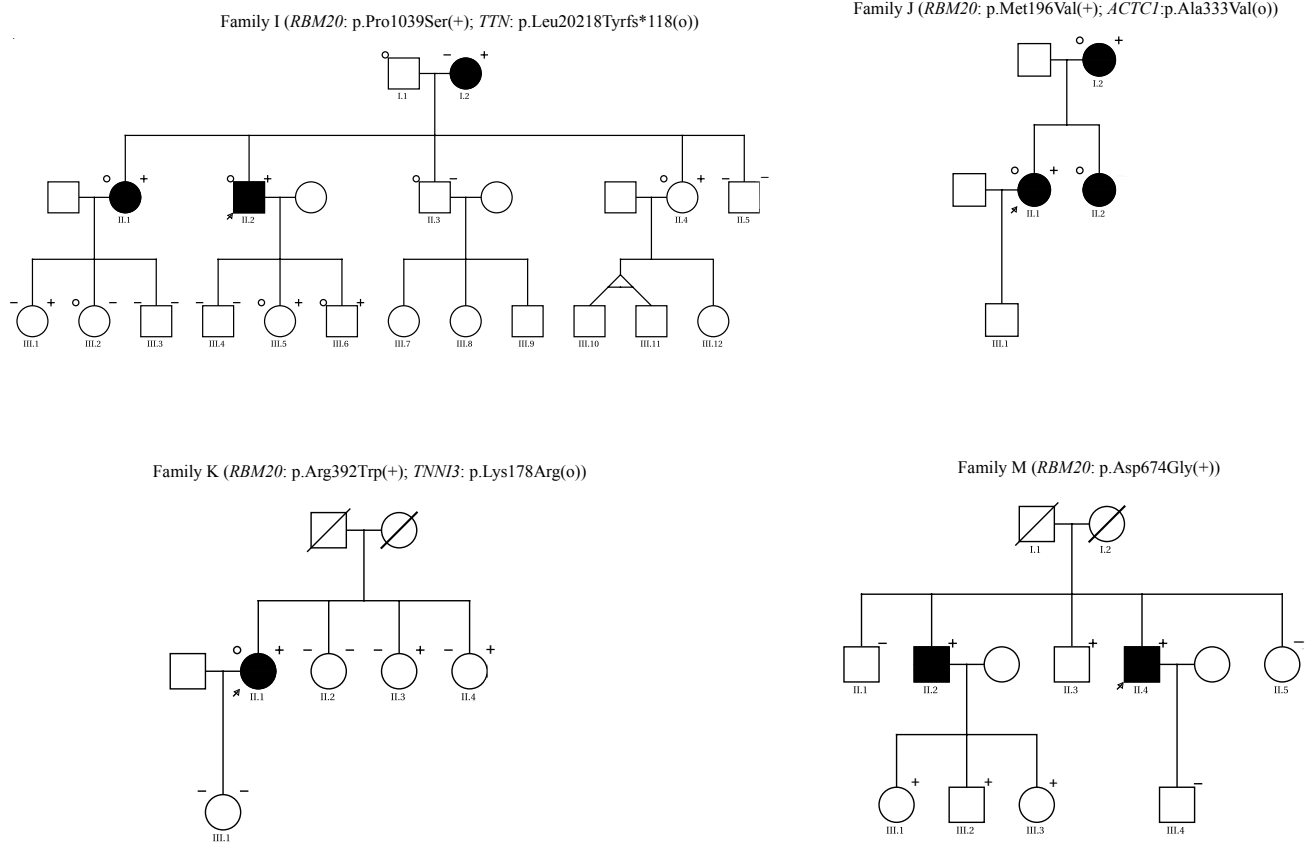 Family I (RBM20: p.Pro1039Ser(+); TTN: p.Leu20218Tyrfs*118(o))
o – +
I.1 I.2
o + o + o – o + – –
II.1 II.2 II.3 II.4 II.5
– + o – – – – – o + o +
III.1 III.2 III.3 III.4 III.5 III.6 III.7 III.8 III.9 III.10 III.11 III.12
Family J (RBM20: p.Met196Val(+); ACTC1:p.Ala333Val(o))
o +
I.2
o + o
II.1 II.2
III.1
Family K (RBM20: p.Arg392Trp(+); TNNI3: p.Lys178Arg(o))
o + – – – + – +
II.1 II.2 II.3 II.4
– –
III.1
Family M (RBM20: p.Asp674Gly(+))
I.1 I.2
– + + + –
II.1 II.2 II.3 II.4 II.5
+ + + –
III.1 III.2 III.3 III.4